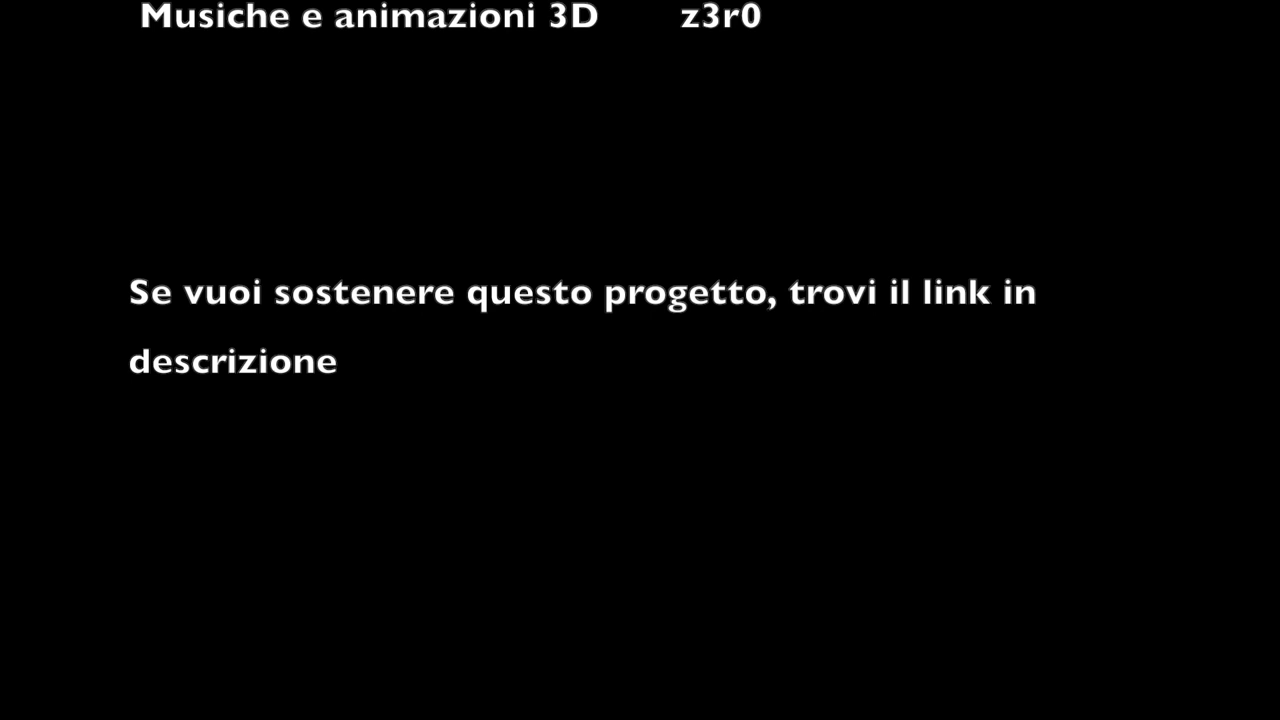 Musiche e animazioni 3D z3r0
Se vuoi sostenere questo progetto, trovi il link in
descrizione